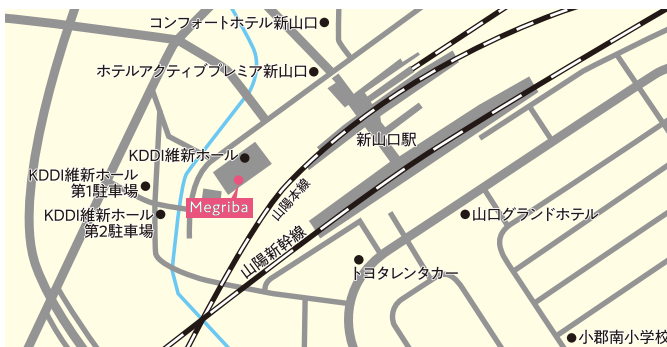 コンフォートホテル新山口
ホテルアクティブプレミア新山口
新山口駅
KDDI維新ホール
KDDI維新ホール
第1駐車場
Megriba
KDDI維新ホール
第2駐車場
山陽本線
山口グランドホテル
山陽新幹線
トヨタレンタカー
小郡南小学校